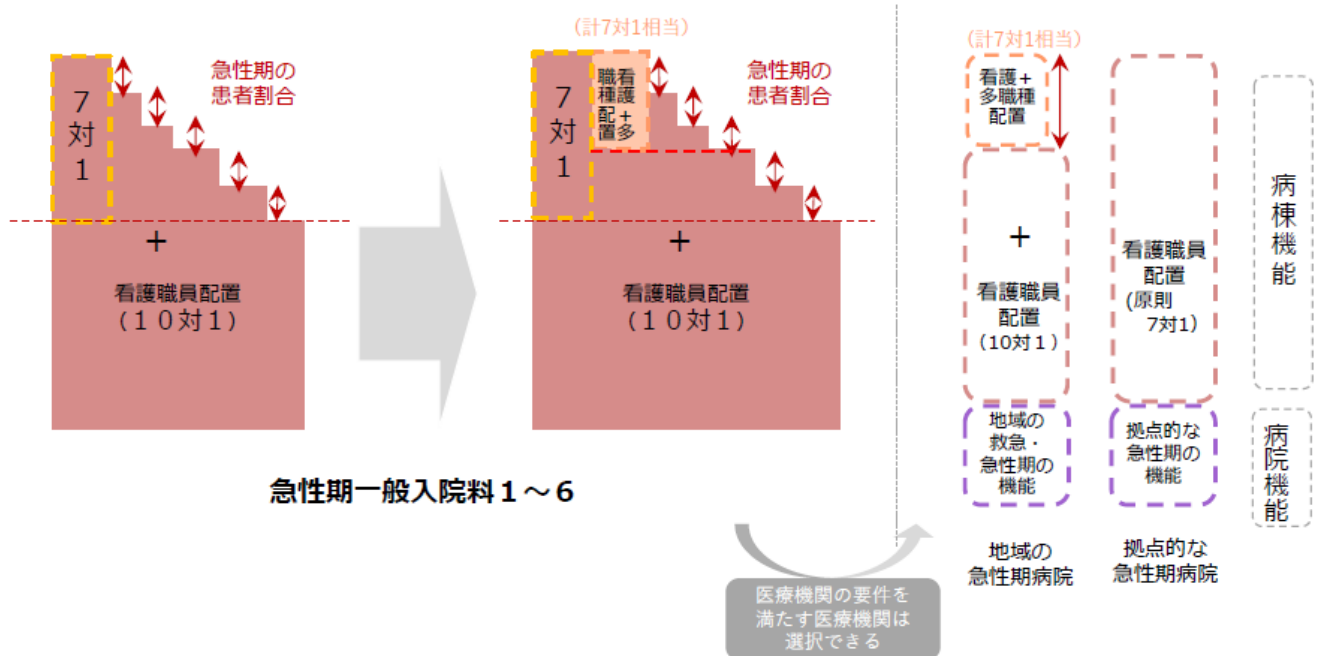 急性期の
患者割合
7
対
1
+
看護職員配置
(10対1)
(計7対1相当)
7
対
1
看護+多
職種配置
急性期の
患者割合
+
看護職員配置
(10対1)
急性期一般入院料1~6
(計7対1相当)
看護+
多職種
配置
+
看護職員
配置
(10対1)
地域の
救急・
急性期の
機能
地域の
急性期病院
看護職員
配置
(原則
7対1)
拠点的な
急性期の
機能
拠点的な
急性期病院
病棟機能
病院機能
医療機関の要件を
満たす医療機関は
選択できる